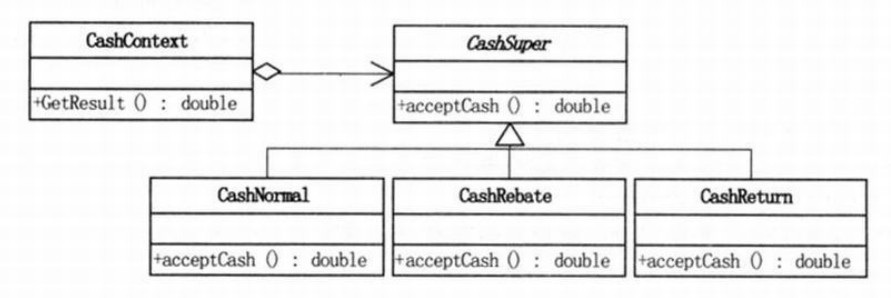 CashContext
+GetResult () : double
CashSuper
+acceptCash () : double
CashNormal
+acceptCash () : double
CashRebate
+acceptCash () : double
CashReturn
+acceptCash () : double